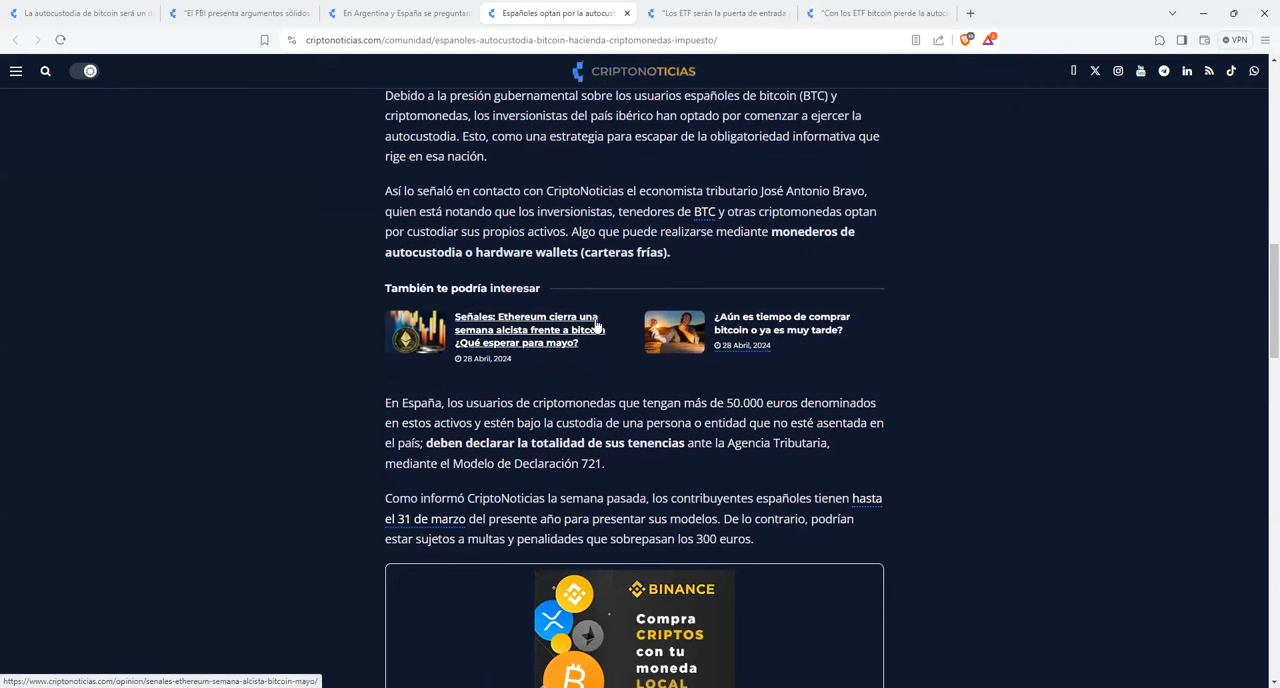 La autocustodia de bitcoin será un d
"El FBI presenta argumentos sólidos
En Argentina y España se preguntan
Españoles optan por la autocust
"Los ETF serán la puerta de entrada
"Con los ETF bitcoin pierde la autoc
criptonoticias.com/comunidad/espanoles-autocustodia-bitcoin-hacienda-criptomonedas-impuesto/
VPN
CRIPTONOTICIAS
Debido a la presión gubernamental sobre los usuarios españoles de bitcoin (BTC) y
criptomonedas, los inversionistas del país ibérico han optado por comenzar a ejercer la
autocustodia. Esto, como una estrategia para escapar de la obligatoriedad informativa que
rige en esa nación.
Así lo señaló en contacto con CriptoNoticias el economista tributario José Antonio Bravo,
quien está notando que los inversionistas, tenedores de BTC y otras criptomonedas optan
por custodiar sus propios activos. Algo que puede realizarse mediante monederos de
autocustodia o hardware wallets (carteras frías).
También te podría interesar
Señales: Ethereum cierra una
semana alcista frente a bitcoin
¿Qué esperar para mayo?
28 Abril, 2024
¿Aún es tiempo de comprar
bitcoin o ya es muy tarde?
28 Abril, 2024
En España, los usuarios de criptomonedas que tengan más de 50.000 euros denominados
en estos activos y estén bajo la custodia de una persona o entidad que no esté asentada en
el país; deben declarar la totalidad de sus tenencias ante la Agencia Tributaria,
mediante el Modelo de Declaración 721.
Como informó CriptoNoticias la semana pasada, los contribuyentes españoles tienen hasta
el 31 de marzo del presente año para presentar sus modelos. De lo contrario, podrían
estar sujetos a multas y penalidades que sobrepasan los 300 euros.
BINANCE
Compra
CRIPTOS
con tu
moneda
LOCAL
https://www.criptonoticias.com/opinion/senales-ethereum-semana-alcista-bitcoin-mayo/